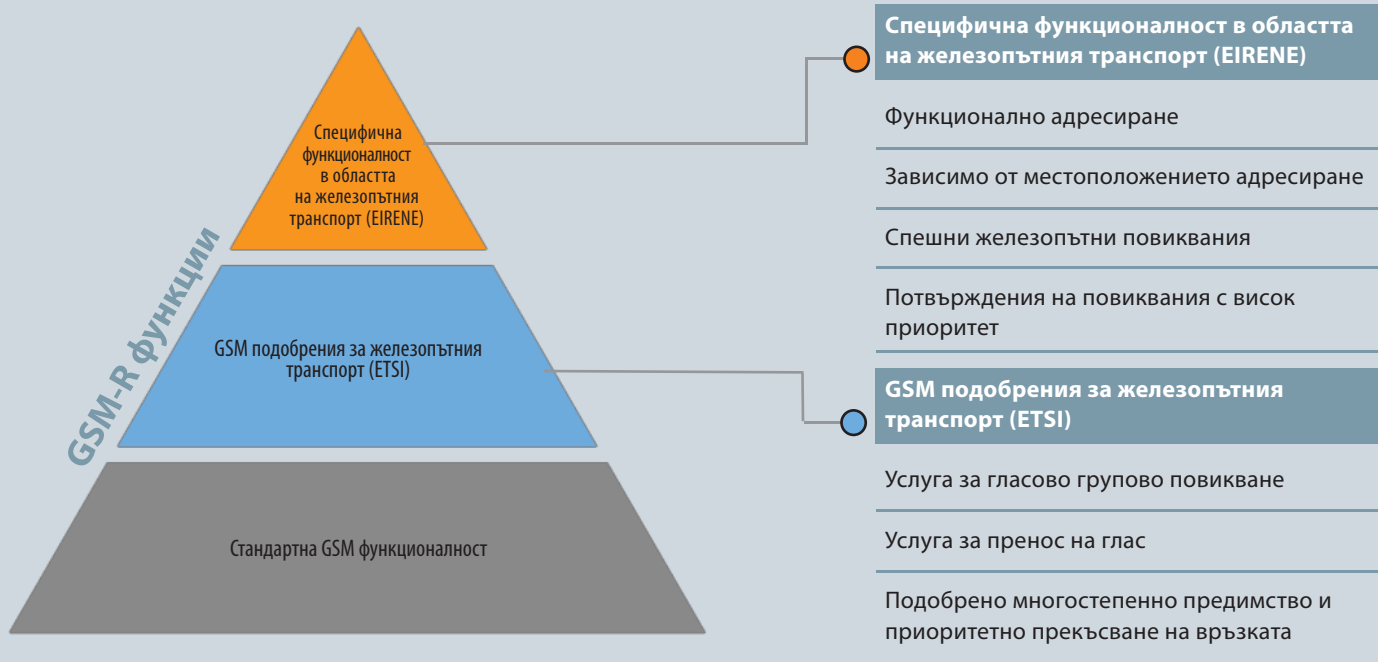 GSM-R функции
Специфична
функционалност
в областта
на железопътния
транспорт (EIRENE)
GSM подобрения за железопътния
транспорт (ETSI)
Стандартна GSM функционалност
Специфична функционалност в областта
на железопътния транспорт (EIRENE)
Функционално адресиране
Зависимо от местоположението адресиране
Спешни железопътни повиквания
Потвърждения на повиквания с висок
приоритет
GSM подобрения за железопътния
транспорт (ETSI)
Услуга за гласово групово повикване
Услуга за пренос на глас
Подобрено многостепенно предимство и
приоритетно прекъсване на връзката